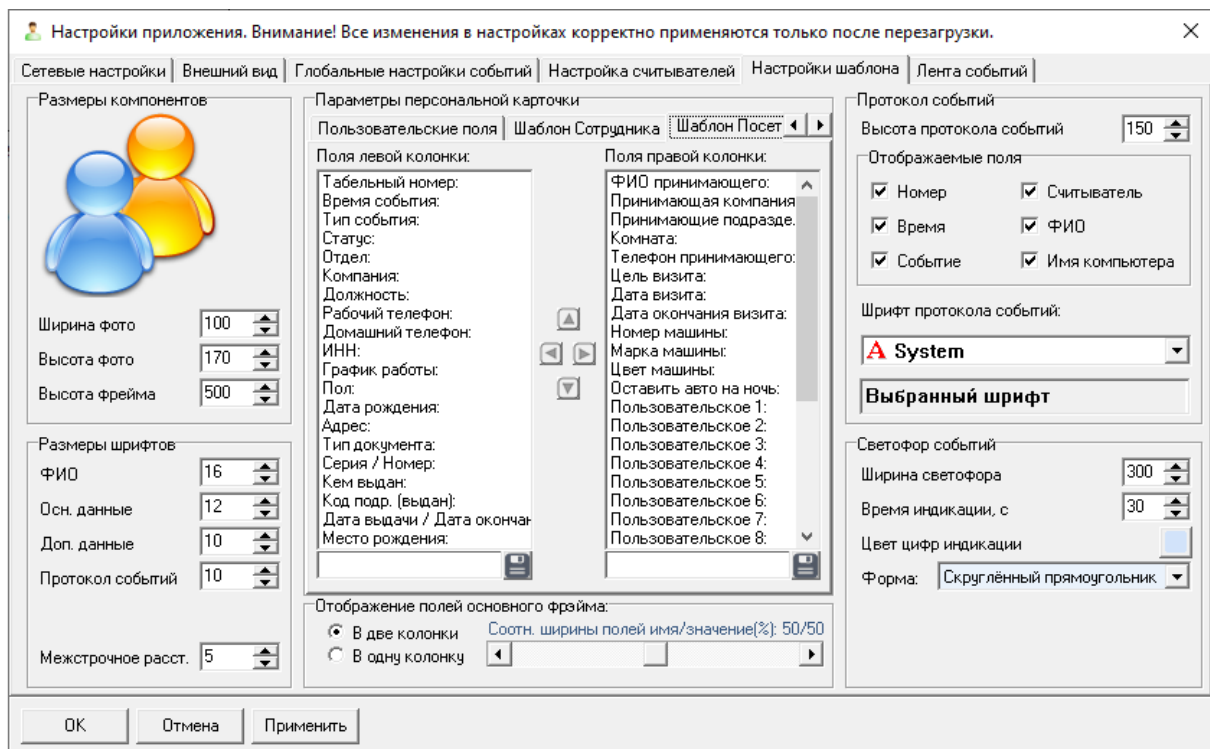 Настройки приложения. Внимание! Все изменения в настройках корректно применяются только после перезагрузки.
Сетевые настройки
Внешний вид
Глобальные настройки событий
Настройка считывателей
Настройки шаблона
Лента событий
Размеры компонентов
Ширина фото
100
Высота фото
170
Высота фрейма
500
Размеры шрифтов
ФИО
16
Осн. данные
12
Доп. данные
10
Протокол событий
10
Межстрочное расст.
5
Параметры персональной карточки
Пользовательские поля
Шаблон Сотрудника
Шаблон Посет
Поля левой колонки:
Табельный номер:
Время события:
Тип события:
Статус:
Отдел:
Компания:
Должность:
Рабочий телефон:
Домашний телефон:
ИНН:
График работы:
Пол:
Дата рождения:
Адрес:
Тип документа:
Серия / Номер:
Кем выдан:
Код подр. (выдан):
Дата выдачи / Дата окончан
Место рождения:
Поля правой колонки:
ФИО принимающего:
Принимающая компания
Принимающие подразде.
Комната:
Телефон принимающего:
Цель визита:
Дата визита:
Дата окончания визита:
Номер машины:
Марка машины:
Цвет машины:
Оставить авто на ночь:
Пользовательское 1:
Пользовательское 2:
Пользовательское 3:
Пользовательское 4:
Пользовательское 5:
Пользовательское 6:
Пользовательское 7:
Пользовательское 8:
Отображение полей основного фрэйма:
В две колонки
В одну колонку
Соотн. ширины полей имя/значение(%): 50/50
Протокол событий
Высота протокола событий
150
Отображаемые поля
Номер
Считыватель
Время
ФИО
Событие
Имя компьютера
Шрифт протокола событий:
A System
Выбранный шрифт
Светофор событий
Ширина светофора
300
Время индикации, с
30
Цвет цифр индикации
Форма:
Скруглённый прямоугольник
OK
Отмена
Применить